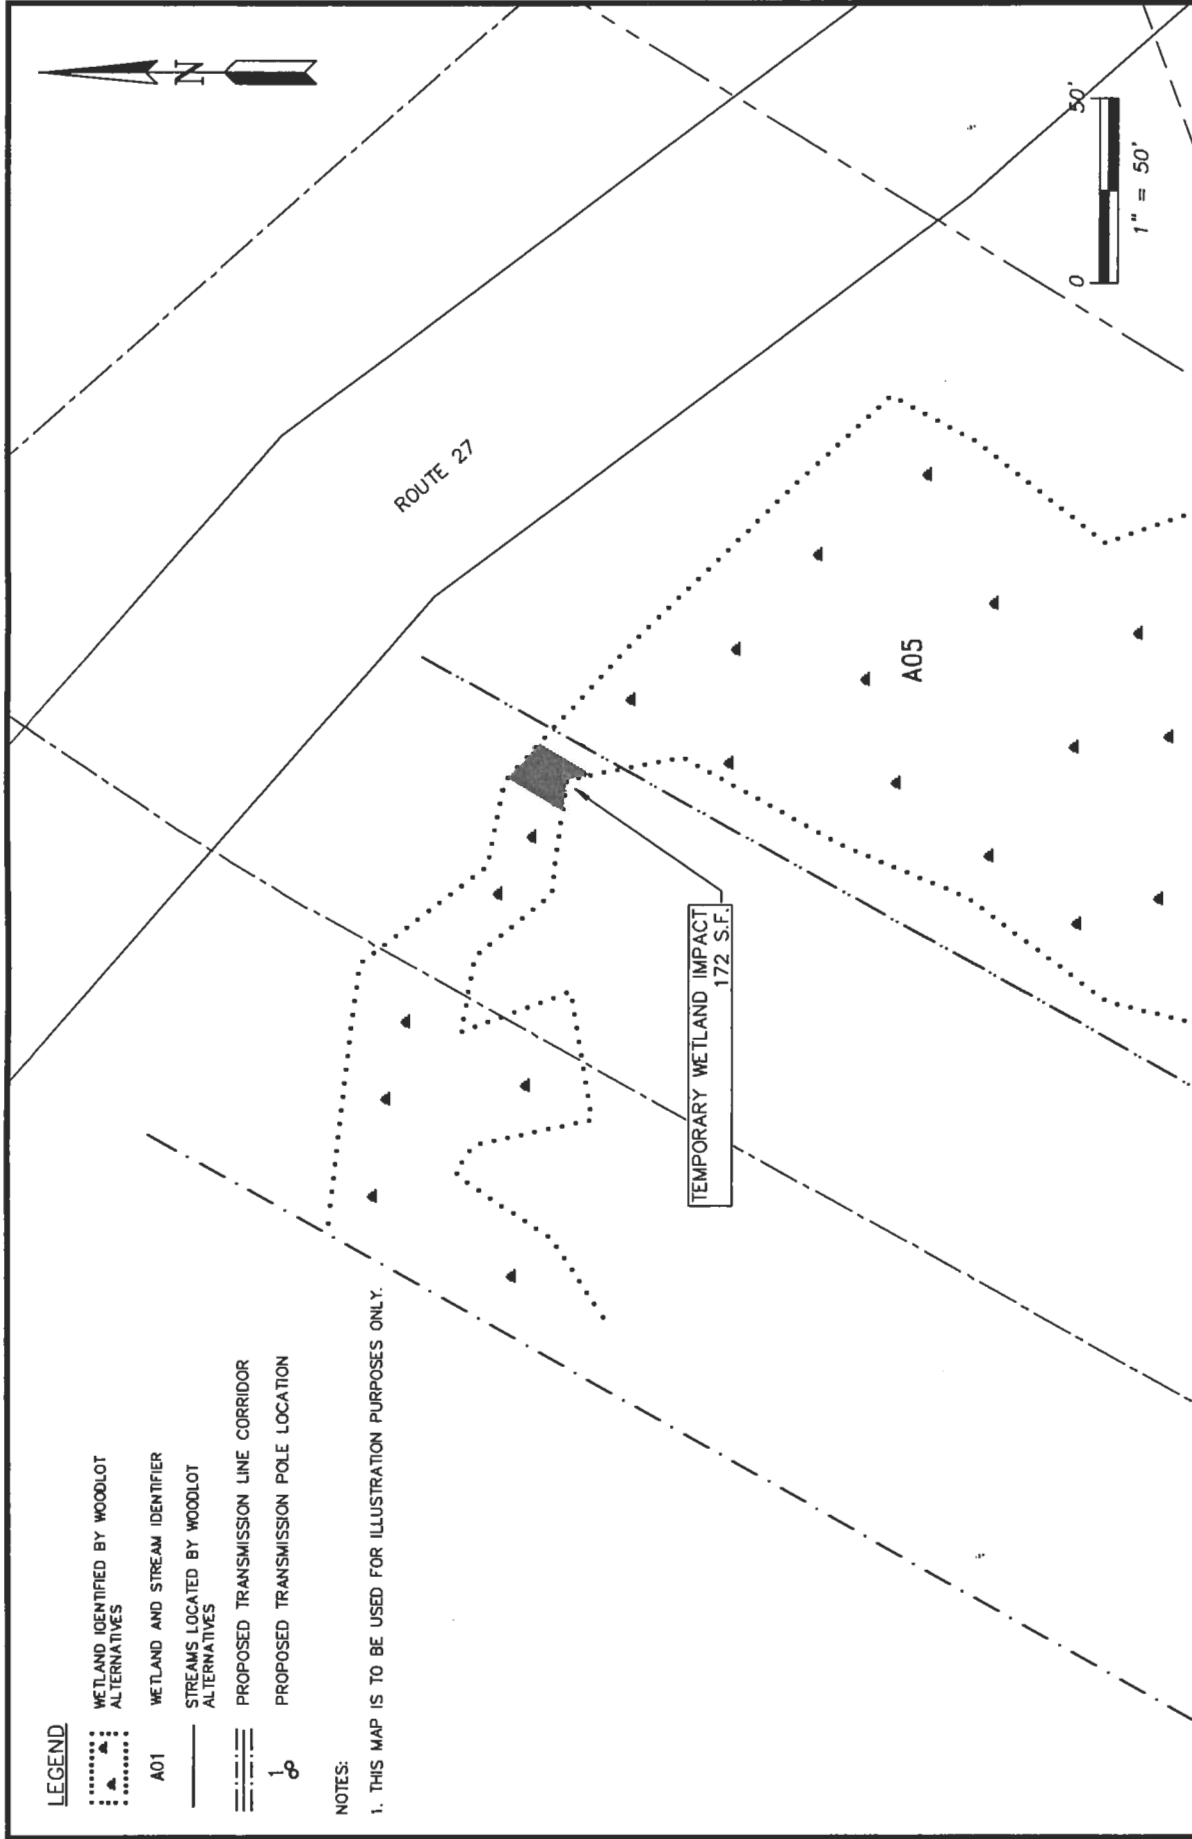 LEGEND
WETLAND IDENTIFIED BY WOODLOT
ALTERNATIVES
A01
WETLAND AND STREAM IDENTIFIER
STREAMS LOCATED BY WOODLOT
ALTERNATIVES
PROPOSED TRANSMISSION LINE CORRIDOR
1
PROPOSED TRANSMISSION POLE LOCATION
NOTES:
1. THIS MAP IS TO BE USED FOR ILLUSTRATION PURPOSES ONLY.
N
ROUTE 27
TEMPORARY WETLAND IMPACT
172 S.F.
A05
0
50'
1" = 50'